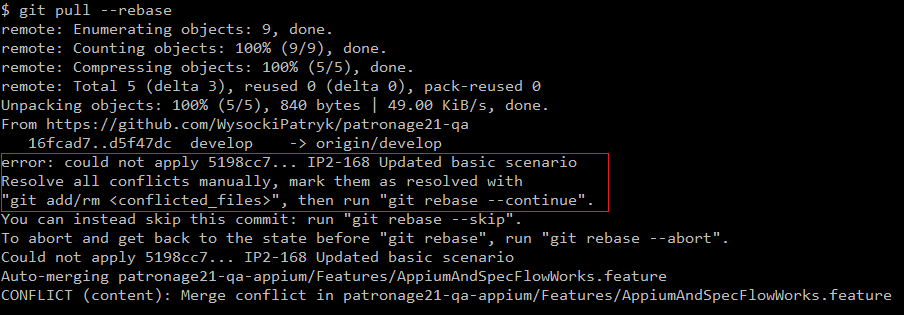 $ git pull --rebase
remote: Enumerating objects: 9, done.
remote: Counting objects: 100% (9/9), done.
remote: Compressing objects: 100% (5/5), done.
remote: Total 5 (delta 3), reused 0 (delta 0), pack-reused 0
Unpacking objects: 100% (5/5), 840 bytes | 49.00 KiB/s, done.
From https://github.com/WysockiPatryk/patronage21-qa
   16fcad7..d5f47dc  develop    -> origin/develop
error: could not apply 5198cc7... IP2-168 Updated basic scenario
Resolve all conflicts manually, mark them as resolved with
"git add/rm <conflicted_files>", then run "git rebase --continue".
You can instead skip this commit: run "git rebase --skip".
To abort and get back to the state before "git rebase", run "git rebase --abort".
Could not apply 5198cc7... IP2-168 Updated basic scenario
Auto-merging patronage21-qa-appium/Features/AppiumAndSpecFlowWorks.feature
CONFLICT (content): Merge conflict in patronage21-qa-appium/Features/AppiumAndSpecFlowWorks.feature